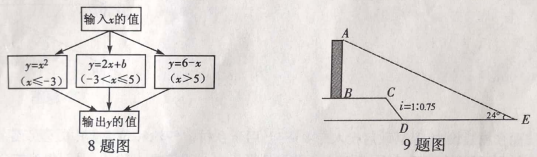 输入x的值
y=x²
(x≤-3)
y=2x+b
(-3<x≤5)
y=6-x
(x>5)
输出y的值
8题图
A
B
C
i=1:0.75
D
24°
E
9题图